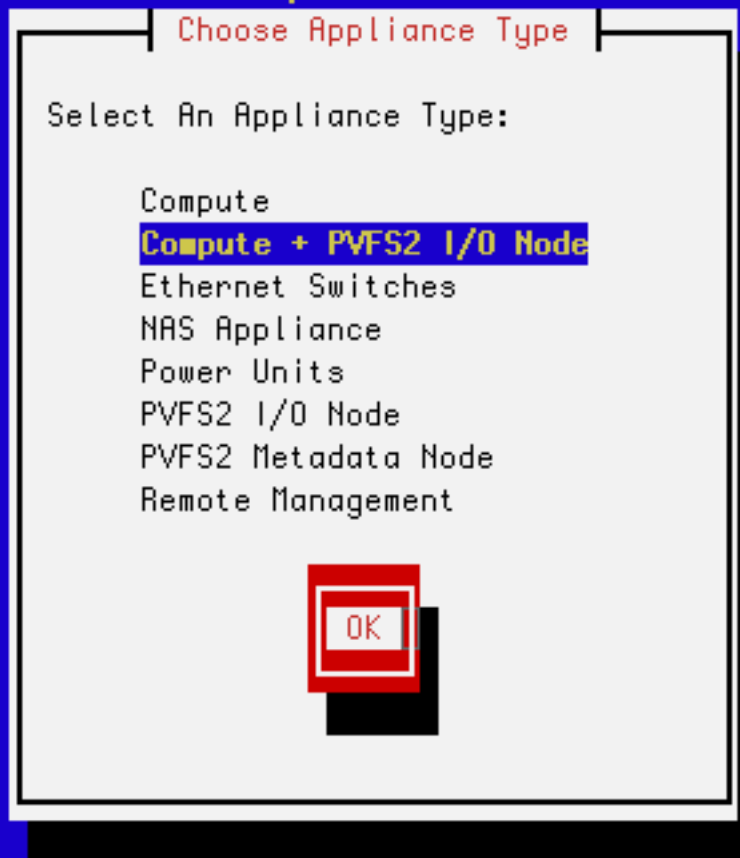 Choose Appliance Type
Select An Appliance Type:
Compute
Compute + PVFS2 I/O Node
Ethernet Switches
NAS Appliance
Power Units
PVFS2 I/O Node
PVFS2 Metadata Node
Remote Management
OK